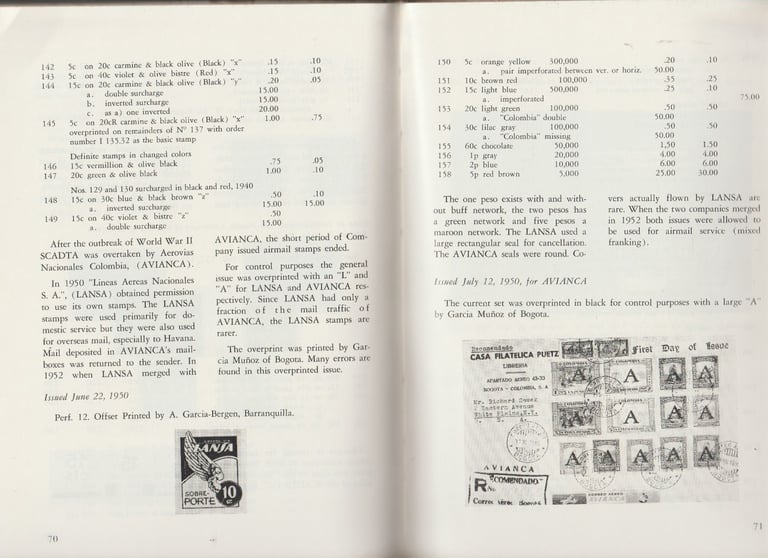 142 5c on 20c carmine & black olive (Black) "x" .15 .10
143 5c on 40c violet & olive bistre (Red) "x" .15 .10
144 15c on 20c carmine & black olive (Black) "y" .20 .05
a. double surcharge 15.00
b. inverted surcharge 15.00
c. as a) one inverted 20.00
145 5c on 20cR carmine & black olive (Black) "x" 1.00 .75
overprinted on remainders of Nº 137 with order
number I 135.32 as the basic stamp
Definite stamps in changed colors
146 15c vermillion & olive black .75 .05
147 20c green & olive black 1.00 .10
Nos. 129 and 130 surcharged in black and red, 1940
148 15c on 30c blue & black brown "z" .50 .10
a. inverted surcharge 15.00 15.00
149 15c on 40c violet & bistre "z" .50
a. double surcharge 15.00
After the outbreak of World War II
SCADTA was overtaken by Aerovias
Nacionales Colombia, (AVIANCA).
In 1950 "Lineas Aereas Nacionales
S. A.", (LANSA) obtained permission
to use its own stamps. The LANSA
stamps were used primarily for do-
mestic service but they were also used
for overseas mail, especially to Havana.
Mail deposited in AVIANCA's mail-
boxes was returned to the sender. In
1952 when LANSA merged with
AVIANCA, the short period of Com-
pany issued airmail stamps ended.
For control purposes the general
issue was overprinted with an "L" and
"A" for LANSA and AVIANCA res-
pectively. Since LANSA had only a
fraction of the mail traffic of
AVIANCA, the LANSA stamps are
rarer.
The overprint was printed by Gar-
cia Muñoz of Bogota. Many errors are
found in this overprinted issue.
Issued June 22, 1950
Perf. 12. Offset Printed by A. Garcia-Bergen, Barranquilla.
LANSA
SOBRE-
PORTE 10
70
150 5c orange yellow 300,000 .20 .10
a. pair imperforated between ver. or horiz. 50.00
151 10c brown red 100,000 .35 .25
152 15c light blue 500,000 .25 .10
a. imperforated 75.00
153 20c light green 100,000 .50 .50
a. "Colombia" double 50.00
154 30c lilac gray 100,000 .50 .50
a. "Colombia" missing 50.00
155 60c chocolate 50,000 1.50 1.50
156 1p gray 20,000 4.00 4.00
157 2p blue 10,000 6.00 6.00
158 5p red brown 5,000 25.00 30.00
The one peso exists with and with-
out buff network, the two pesos has
a green network and five pesos a
maroon network. The LANSA used a
large rectangular seal for cancellation.
The AVIANCA seals were round. Co-
vers actually flown by LANSA are
rare. When the two companies merged
in 1952 both issues were allowed to
be used for airmail service (mixed
franking).
Issued July 12, 1950, for AVIANCA
The current set was overprinted in black for control purposes with a large "A"
by Garcia Muñoz of Bogota.
Recomendado
CASA FILATELICA PUETZ
LIBRERIA
APARTADO AEREO 43-33
BOGOTA - COLOMBIA, S. A.
First Day of Issue
Mr. Richard
Eastern Avenue
White Plains, N.Y.
A A A A
A A A
A A A A A
AVIANCA
R "COMENDADO"
No.
Correo Aéreo Bogota
CORREO AEREO
AVIANCA
71